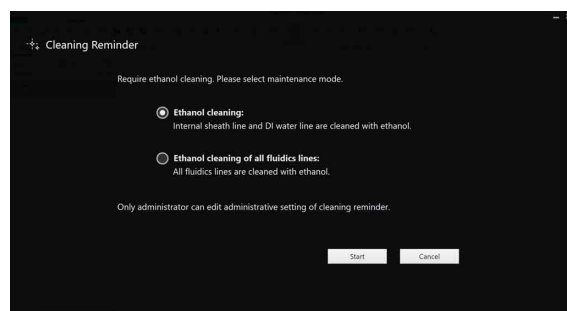 Cleaning Reminder
Require ethanol cleaning. Please select maintenance mode.
Ethanol cleaning:
Internal sheath line and DI water line are cleaned with ethanol.
Ethanol cleaning of all fluidics lines:
All fluidics lines are cleaned with ethanol.
Only administrator can edit administrative setting of cleaning reminder.
Start
Cancel